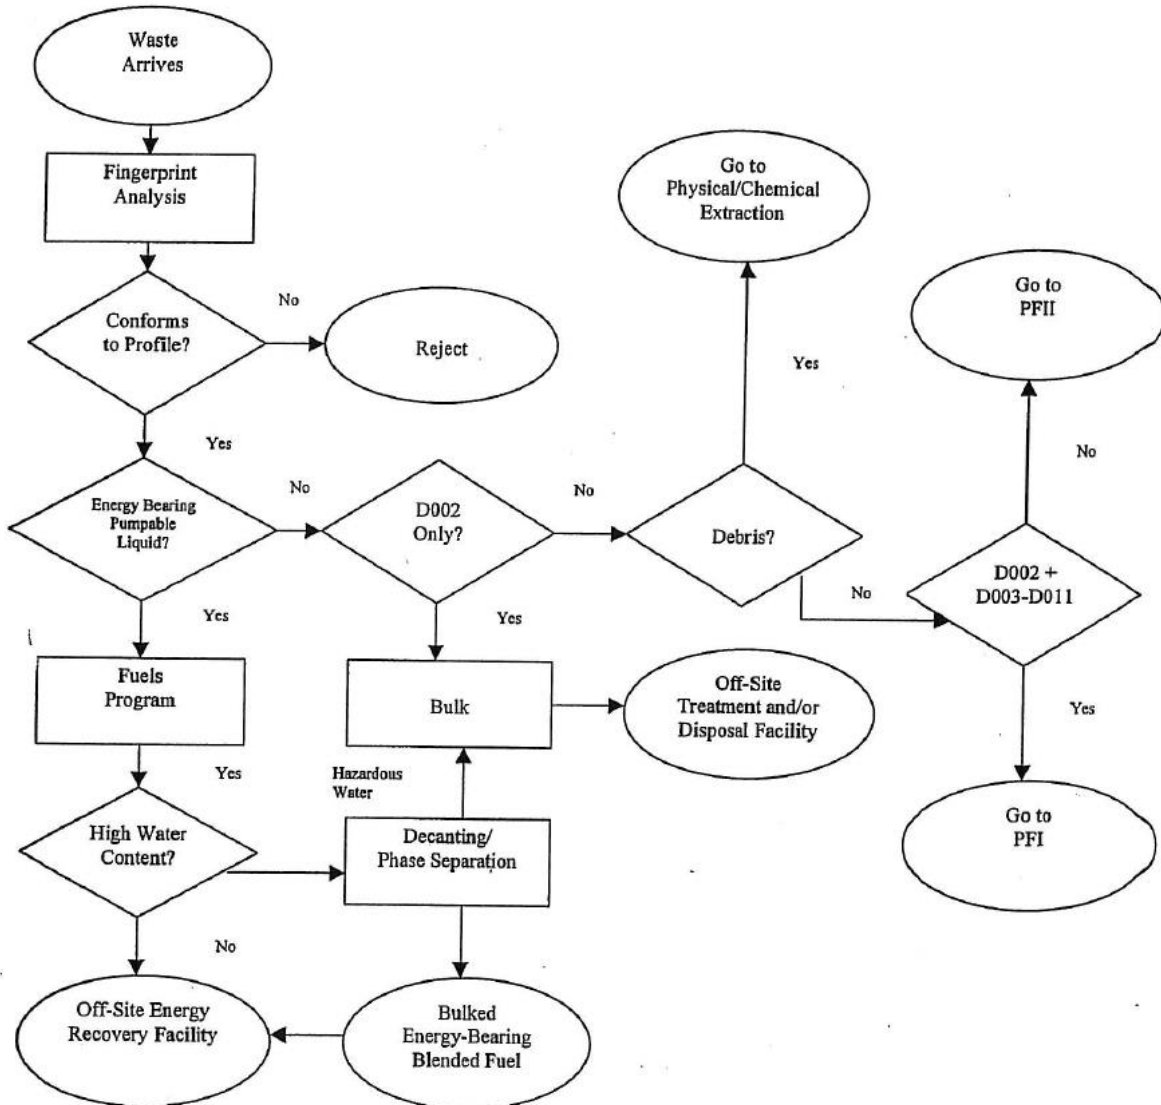 Waste
Arrives
Fingerprint
Analysis
Go to
Physical/Chemical
Extraction
Go to
PFII
Conforms
to Profile?
No
Reject
Yes
Yes
No
Energy Bearing
Pumpable
Liquid?
No
D002
Only?
No
Debris?
No
D002 +
D003-D011
Yes
Yes
Yes
Fuels
Program
Bulk
Off-Site
Treatment and/or
Disposal Facility
Yes
Hazardous
Water
High Water
Content?
Decanting/
Phase Separation
Go to
PFI
No
Off-Site Energy
Recovery Facility
Bulked
Energy-Bearing
Blended Fuel